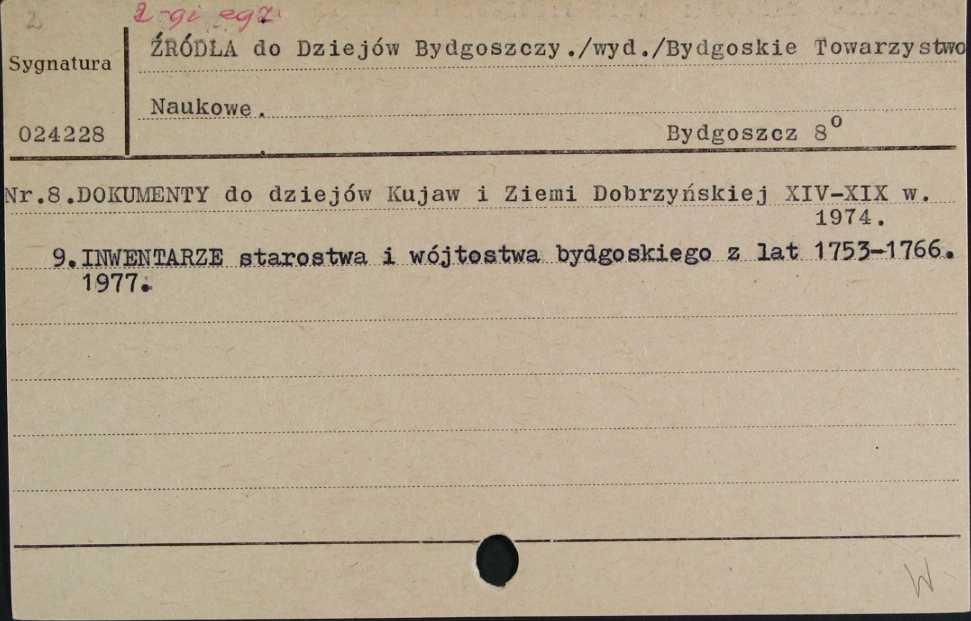 2
2-gi egz.
ŹRÓDŁA do Dziejów Bydgoszczy./wyd./Bydgoskie Towarzystwo
Sygnatura
Naukowe.
024228
Bydgoszcz 8°
Nr.8.DOKUMENTY do dziejów Kujaw i Ziemi Dobrzyńskiej XIV-XIX w.
1974.
9.INWENTARZE starostwa i wójtostwa bydgoskiego z lat 1753-1766.
1977.
W